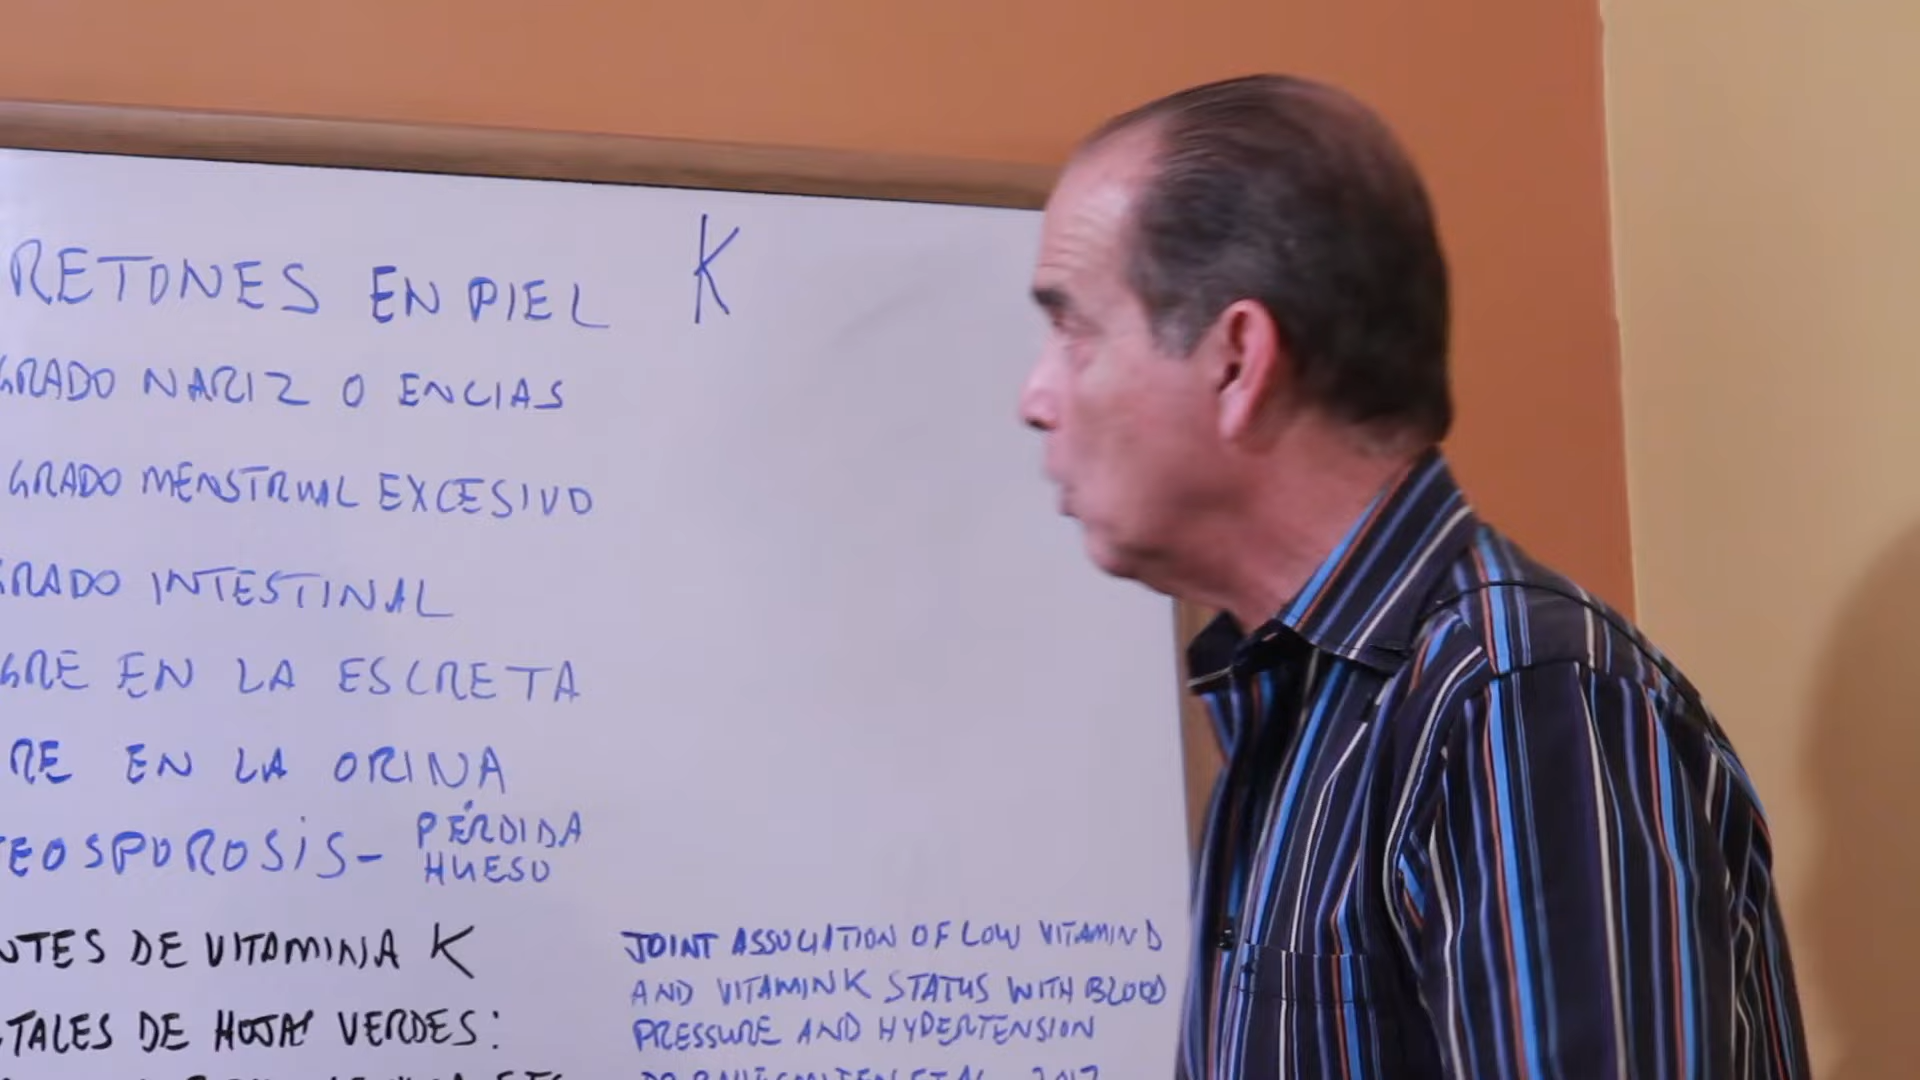 RETONES EN PIEL K
GRADO NARIZ O ENCIAS
GRADO MENSTRUAL EXCESIVO
GRADO INTESTINAL
GRE EN LA ESCRETA
RE EN LA ORINA
EOSPOROSIS - PÉRDIDA
HUESO
NTES DE VITAMINA K
TALES DE HOJAS VERDES:
JOINT ASSOCIATION OF LOW VITAMIN D
AND VITAMIN K STATUS WITH BLOOD
PRESSURE AND HYPERTENSION
2017